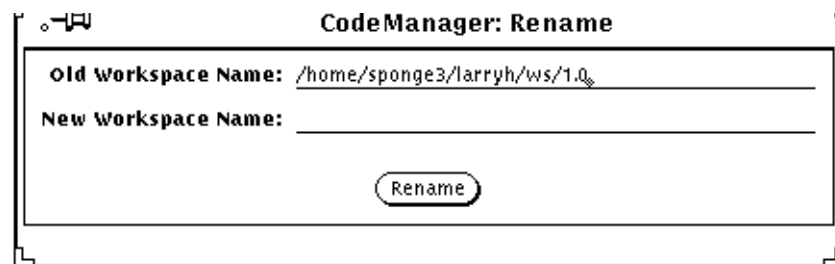 CodeManager: Rename
Old Workspace Name: /home/sponge3/larryh/ws/1.0
New Workspace Name:
Rename